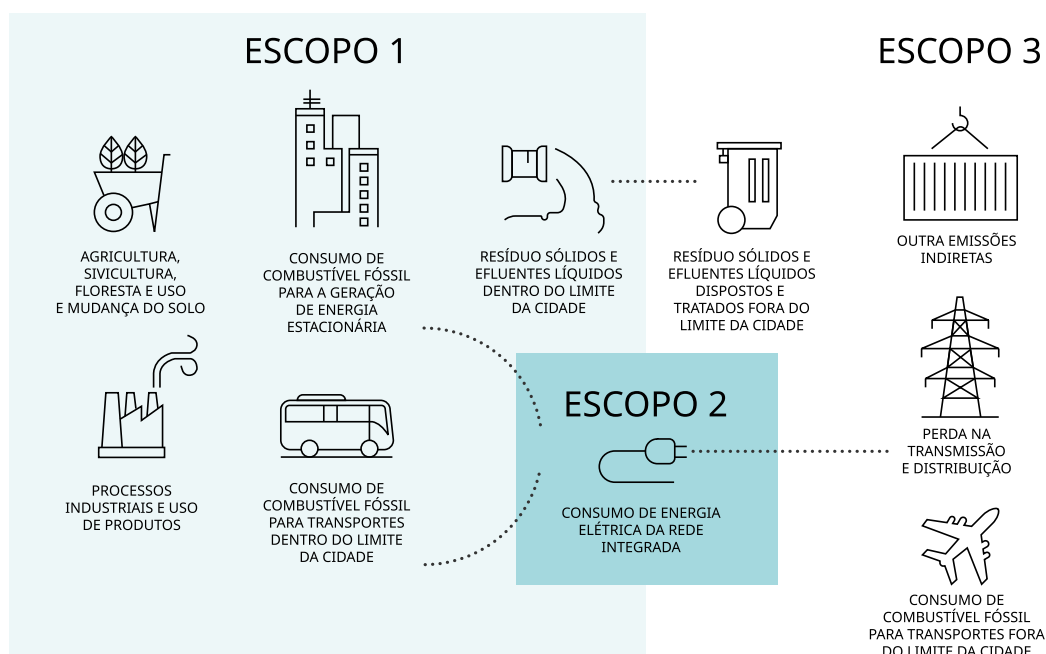 ESCOPO 1
AGRICULTURA,
SIVICULTURA,
FLORESTA E USO
E MUDANÇA DO SOLO
CONSUMO DE
COMBUSTÍVEL FÓSSIL
PARA A GERAÇÃO
DE ENERGIA
ESTACIONÁRIA
RESÍDUO SÓLIDOS E
EFLUENTES LÍQUIDOS
DENTRO DO LIMITE
DA CIDADE
PROCESSOS
INDUSTRIAIS E USO
DE PRODUTOS
CONSUMO DE
COMBUSTÍVEL FÓSSIL
PARA TRANSPORTES
DENTRO DO LIMITE
DA CIDADE
ESCOPO 2
CONSUMO DE ENERGIA
ELÉTRICA DA REDE
INTEGRADA
ESCOPO 3
RESÍDUO SÓLIDOS E
EFLUENTES LÍQUIDOS
DISPOSTOS E
TRATADOS FORA DO
LIMITE DA CIDADE
OUTRA EMISSÕES
INDIRETAS
PERDA NA
TRANSMISSÃO
E DISTRIBUIÇÃO
CONSUMO DE
COMBUSTÍVEL FÓSSIL
PARA TRANSPORTES FORA
DO LIMITE DA CIDADE